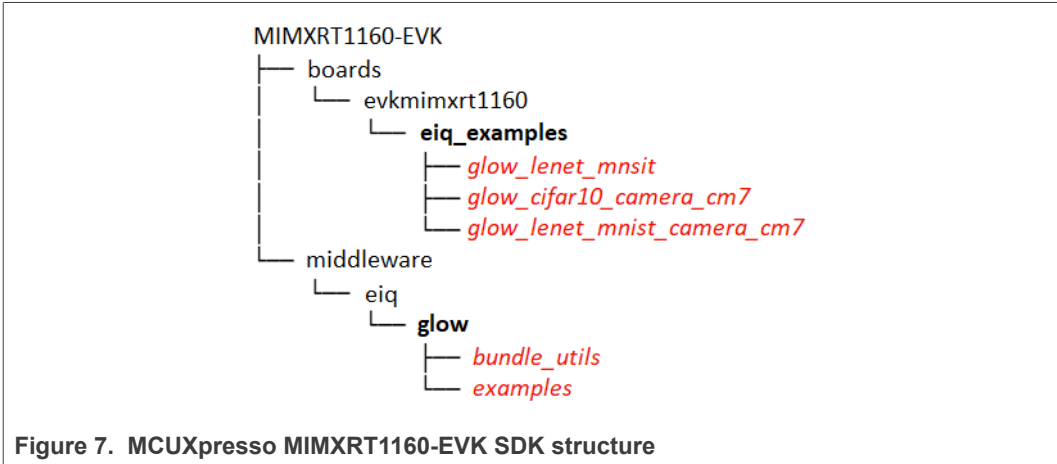 MIMXRT1160-EVK
boards
evkmimxrt1160
eiq_examples
glow_lenet_mnsit
glow_cifar10_camera_cm7
glow_lenet_mnist_camera_cm7
middleware
eiq
glow
bundle_utils
examples
Figure 7. MCUXpresso MIMXRT1160-EVK SDK structure